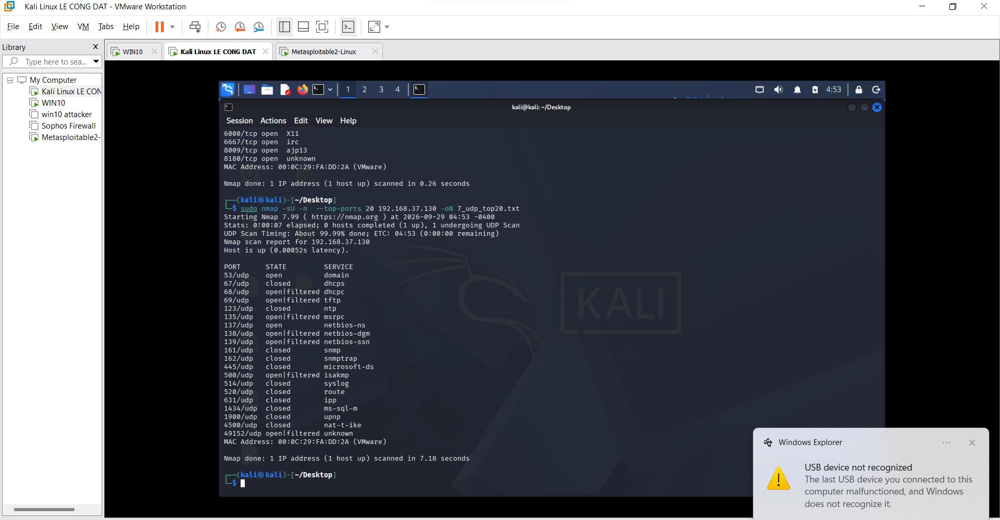 Kali Linux LE CONG DAT - VMware Workstation
File Edit View VM Tabs Help
Library
Type here to sea...
My Computer
Kali Linux LE CON
WIN10
win10 attacker
Sophos Firewall
Metasploitable2-
WIN10
Kali Linux LE CONG DAT
Metasploitable2-Linux
1 2 3 4
4:53
kali@kali: ~/Desktop
Session Actions Edit View Help
6000/tcp open  X11
6667/tcp open  irc
8009/tcp open  ajp13
8180/tcp open  unknown
MAC Address: 00:0C:29:FA:DD:2A (VMware)
Nmap done: 1 IP address (1 host up) scanned in 0.26 seconds
┌──(kali㉿kali)-[~/Desktop]
└─$ sudo nmap -sU -n  --top-ports 20 192.168.37.130 -oN 7_udp_top20.txt
Starting Nmap 7.99 ( https://nmap.org ) at 2026-09-29 04:53 -0400
Stats: 0:00:07 elapsed; 0 hosts completed (1 up), 1 undergoing UDP Scan
UDP Scan Timing: About 99.99% done; ETC: 04:53 (0:00:00 remaining)
Nmap scan report for 192.168.37.130
Host is up (0.00052s latency).
PORT      STATE         SERVICE
53/udp    open          domain
67/udp    closed        dhcps
68/udp    open|filtered dhcpc
69/udp    open|filtered tftp
123/udp   closed        ntp
135/udp   open|filtered msrpc
137/udp   open          netbios-ns
138/udp   open|filtered netbios-dgm
139/udp   open|filtered netbios-ssn
161/udp   closed        snmp
162/udp   closed        snmptrap
445/udp   closed        microsoft-ds
500/udp   open|filtered isakmp
514/udp   closed        syslog
520/udp   closed        route
631/udp   closed        ipp
1434/udp  closed        ms-sql-m
1900/udp  closed        upnp
4500/udp  closed        nat-t-ike
49152/udp open|filtered unknown
MAC Address: 00:0C:29:FA:DD:2A (VMware)
Nmap done: 1 IP address (1 host up) scanned in 7.18 seconds
┌──(kali㉿kali)-[~/Desktop]
└─$
KALI
Windows Explorer
USB device not recognized
The last USB device you connected to this
computer malfunctioned, and Windows
does not recognize it.